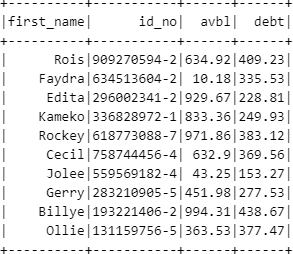 +----------+-----------+------+------+
|first_name|      id_no|  avbl|  debt|
+----------+-----------+------+------+
|      Rois|909270594-2|634.92|409.23|
|    Faydra|634513604-2| 10.18|335.53|
|     Edita|296002341-2|929.67|228.81|
|    Kameko|336828972-1|833.36|249.93|
|    Rockey|618773088-7|971.86|383.12|
|     Cecil|758744456-4| 632.9|369.56|
|     Jolee|559569182-4| 43.25|153.27|
|     Gerry|283210905-5|451.98|277.53|
|    Billye|193221406-2|994.31|438.67|
|     Ollie|131159756-5|363.53|377.47|
+----------+-----------+------+------+